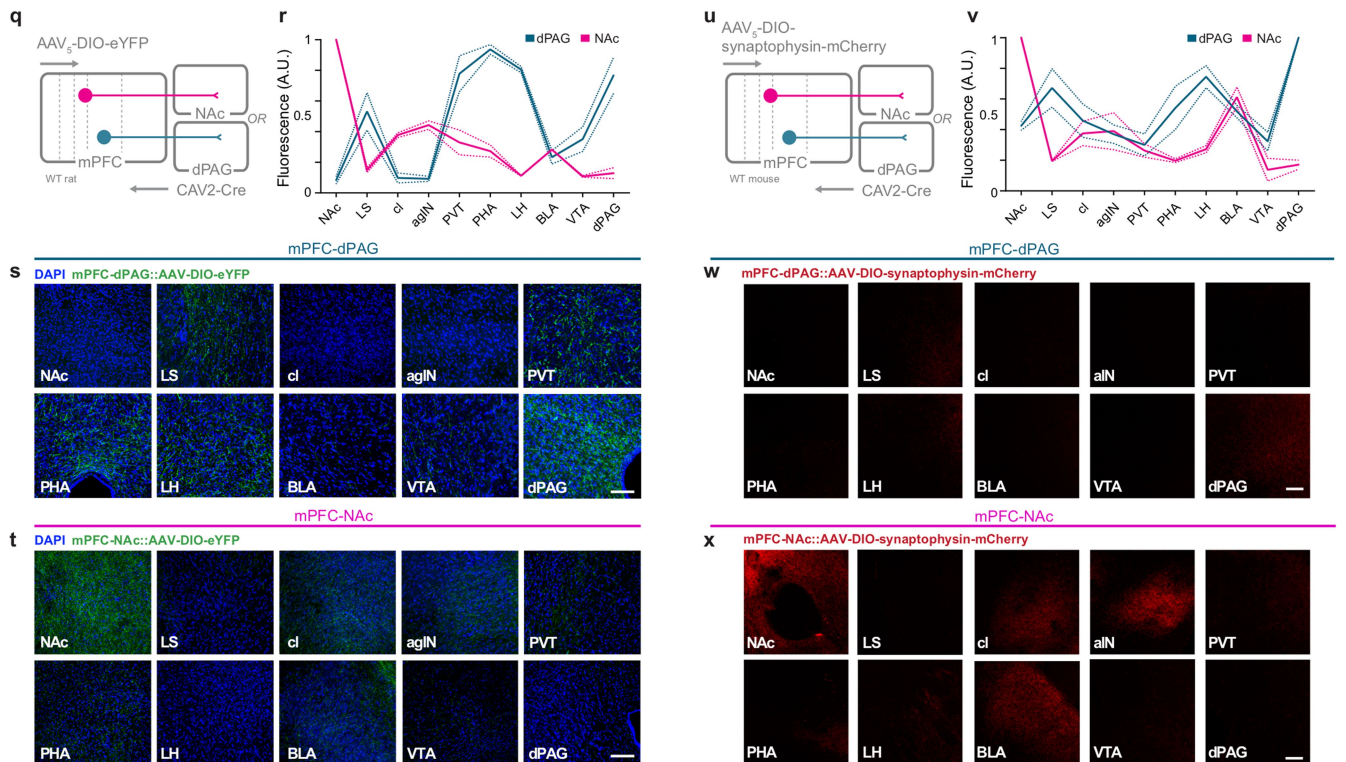 q
AAV5-DIO-eYFP
NAc
OR
mPFC
dPAG
WT rat
CAV2-Cre
r
dPAG NAc
Fluorescence (A.U.)
1
0.5
0
NAc LS cl agIN PVT PHA LH BLA VTA dPAG
u
AAV5-DIO-
synaptophysin-mCherry
NAc
OR
mPFC
dPAG
WT mouse
CAV2-Cre
v
dPAG NAc
Fluorescence (A.U.)
1
0.5
0
NAc LS cl agIN PVT PHA LH BLA VTA dPAG
mPFC-dPAG
s DAPI mPFC-dPAG::AAV-DIO-eYFP
NAc LS cl agIN PVT
PHA LH BLA VTA dPAG
mPFC-NAc
t DAPI mPFC-NAc::AAV-DIO-eYFP
NAc LS cl agIN PVT
PHA LH BLA VTA dPAG
mPFC-dPAG
w mPFC-dPAG::AAV-DIO-synaptophysin-mCherry
NAc LS cl aIN PVT
PHA LH BLA VTA dPAG
mPFC-NAc
x mPFC-NAc::AAV-DIO-synaptophysin-mCherry
NAc LS cl aIN PVT
PHA LH BLA VTA dPAG